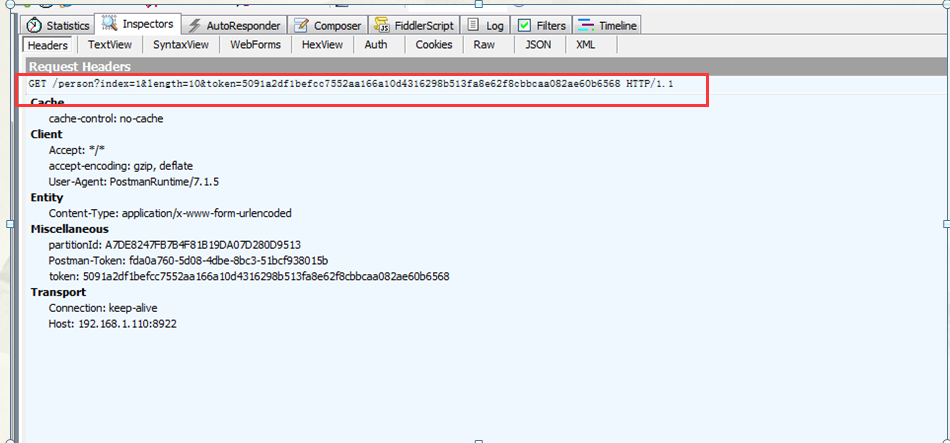 Statistics Inspectors AutoResponder Composer FiddlerScript Log Filters Timeline
Headers TextView SyntaxView WebForms HexView Auth Cookies Raw JSON XML
Request Headers
GET /person?index=1&length=10&token=5091a2df1befcc7552aa166a10d4316298b513fa8e62f8cbbcaa082ae60b6568 HTTP/1.1
Cache
cache-control: no-cache
Client
Accept: */*
accept-encoding: gzip, deflate
User-Agent: PostmanRuntime/7.1.5
Entity
Content-Type: application/x-www-form-urlencoded
Miscellaneous
partitionId: A7DE8247FB7B4F81B19DA07D280D9513
Postman-Token: fda0a760-5d08-4dbe-8bc3-51bcf938015b
token: 5091a2df1befcc7552aa166a10d4316298b513fa8e62f8cbbcaa082ae60b6568
Transport
Connection: keep-alive
Host: 192.168.1.110:8922